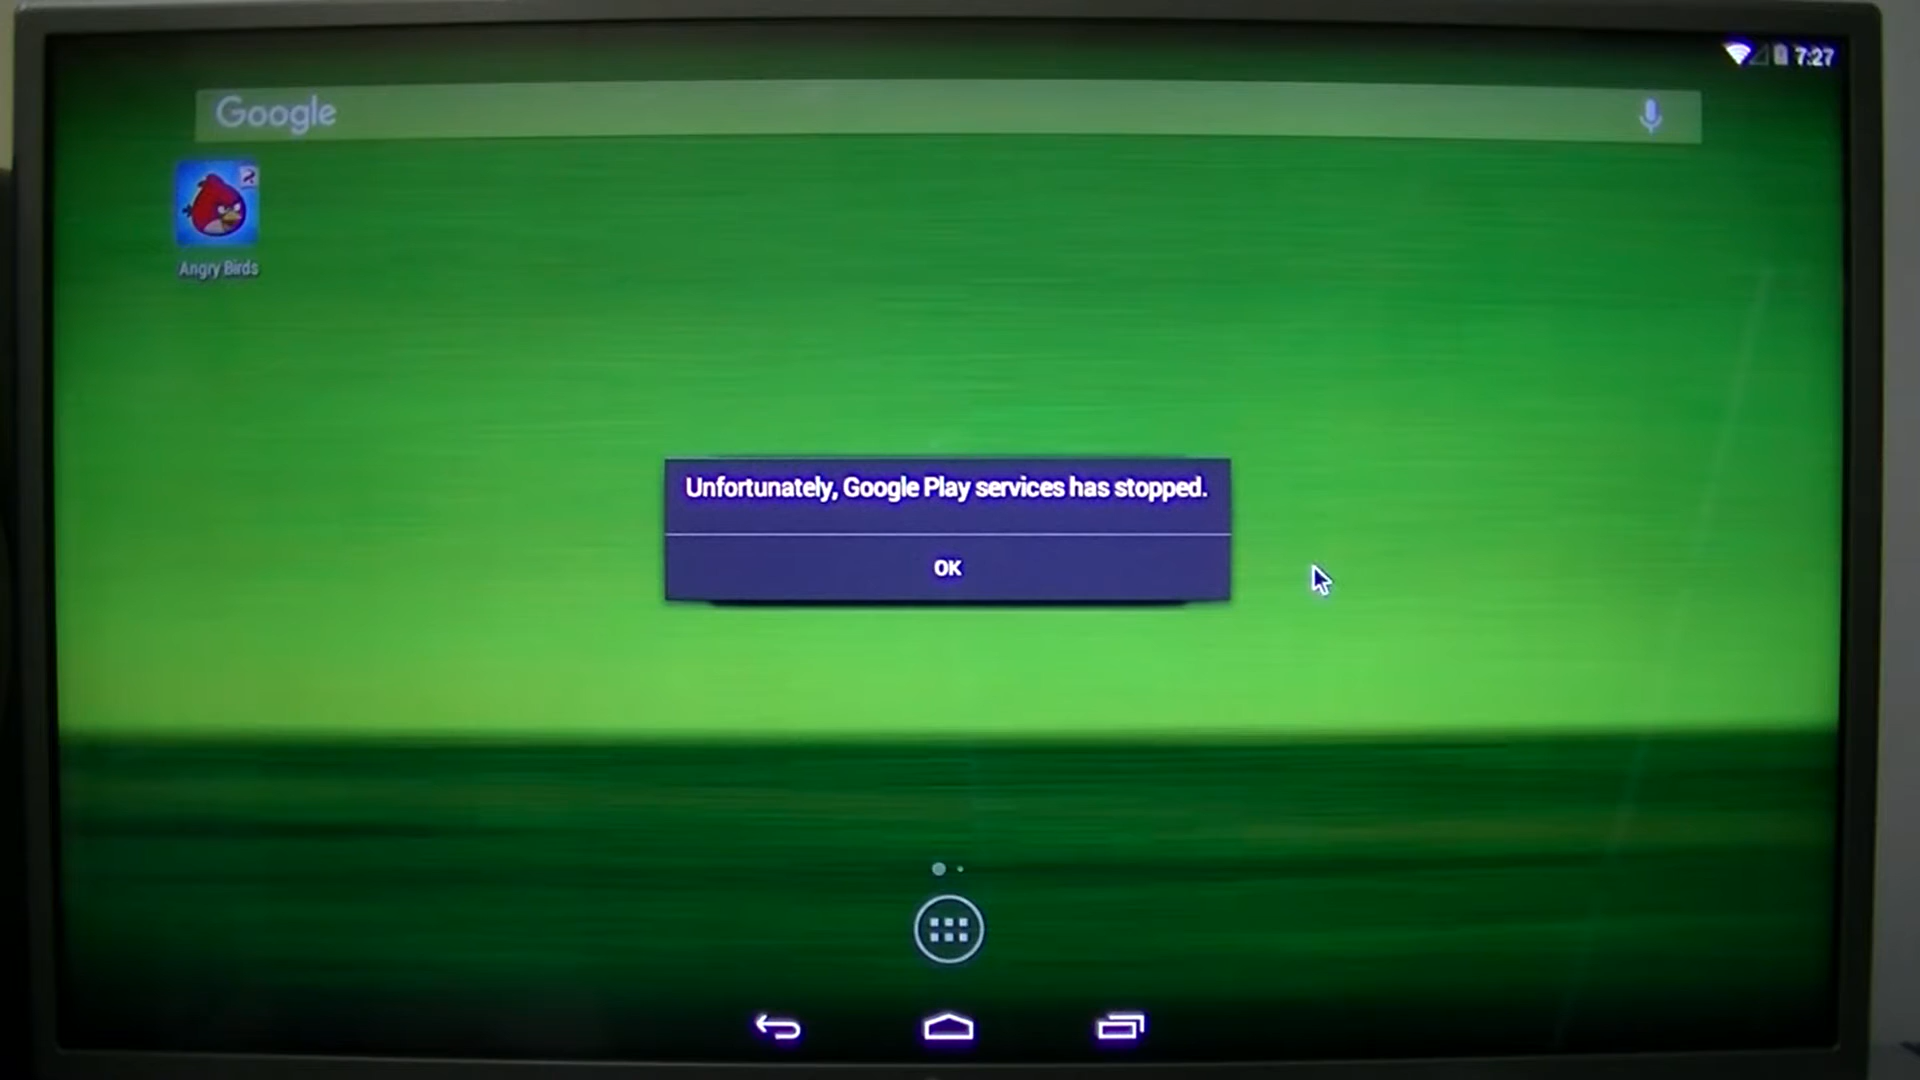 7:27
Google
Angry Birds
Unfortunately, Google Play services has stopped.
OK